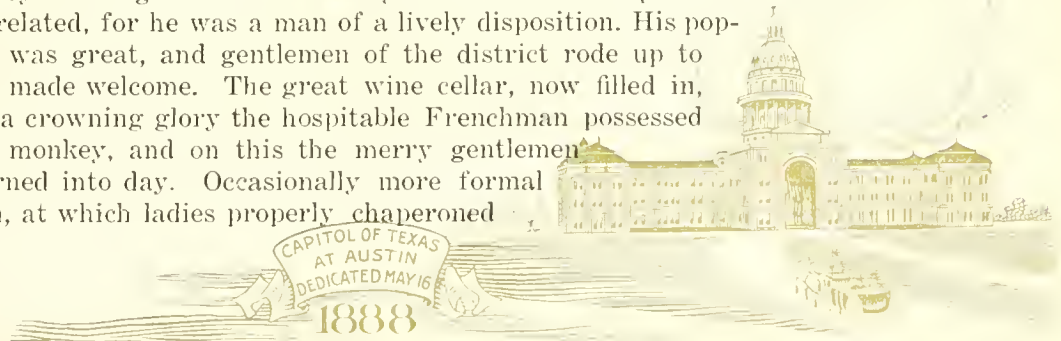 related, for he was a man of a lively disposition. His pop-
was great, and gentlemen of the district rode up to
made welcome. The great wine cellar, now filled in,
a crowning glory the hospitable Frenchman possessed
monkey, and on this the merry gentlemen
rned into day. Occasionally more formal
, at which ladies properly chaperoned
CAPITOL OF TEXAS
AT AUSTIN
DEDICATED MAY 16
1888